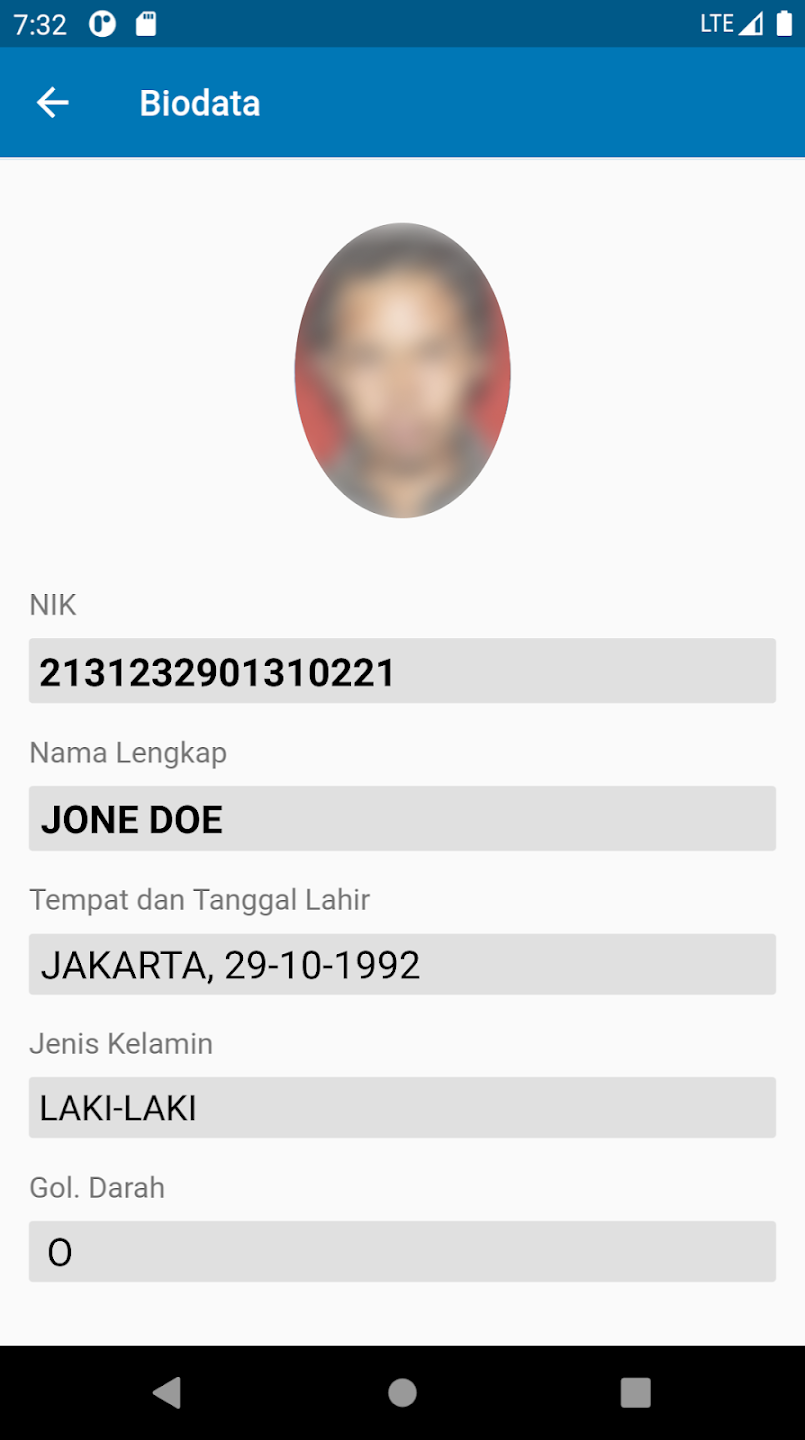 7:32 LTE
Biodata
NIK
2131232901310221
Nama Lengkap
JONE DOE
Tempat dan Tanggal Lahir
JAKARTA, 29-10-1992
Jenis Kelamin
LAKI-LAKI
Gol. Darah
O